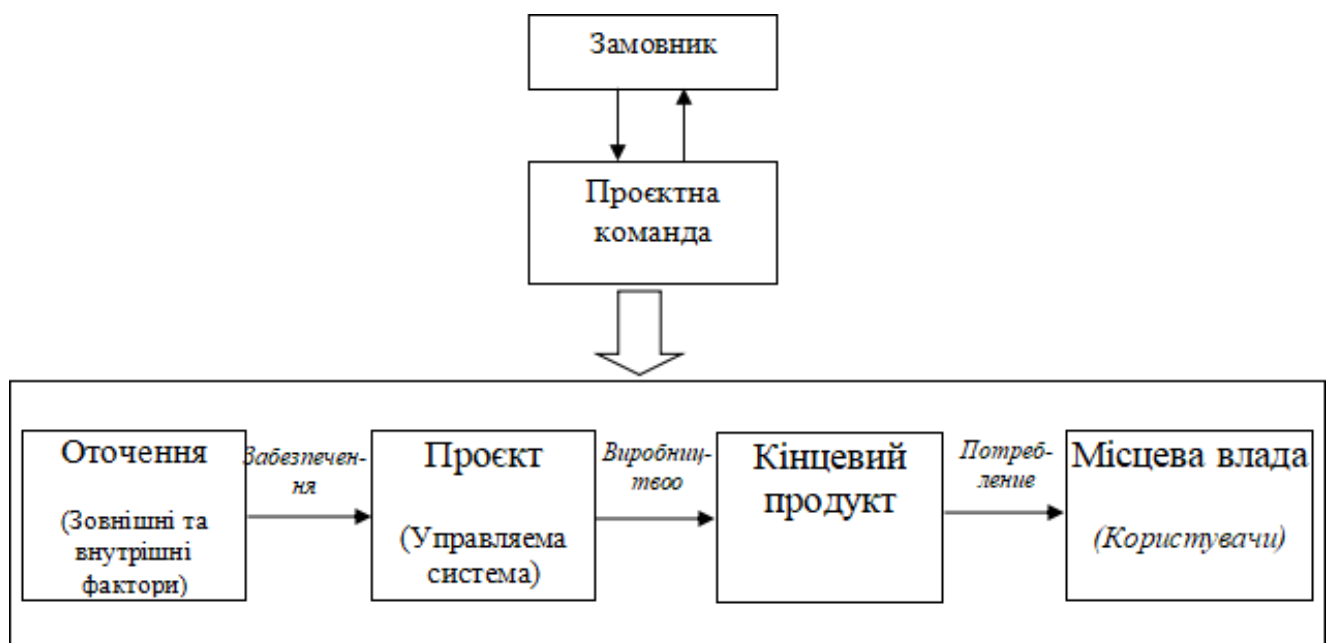 Замовник
Проєктна
команда
Оточення
(Зовнішні та
внутрішні
фактори)
Забезпечен-
ня
Проєкт
(Управляема
система)
Виробниц-
твоо
Кінцевий
продукт
Потреб-
ление
Місцева влада
(Користувачи)